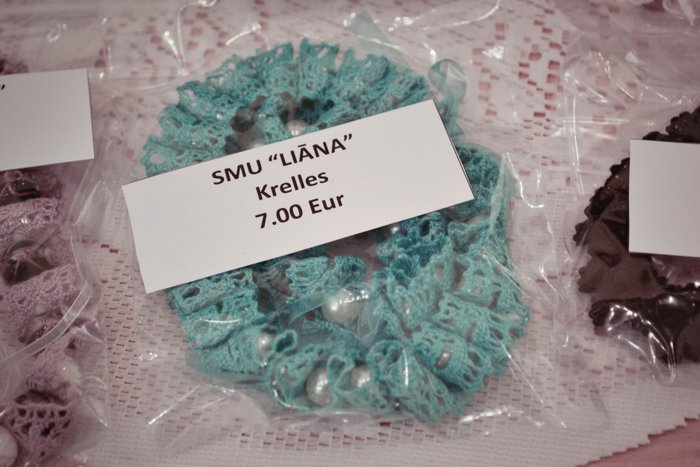 SMU “LIĀNA”
Krelles
7.00 Eur
”